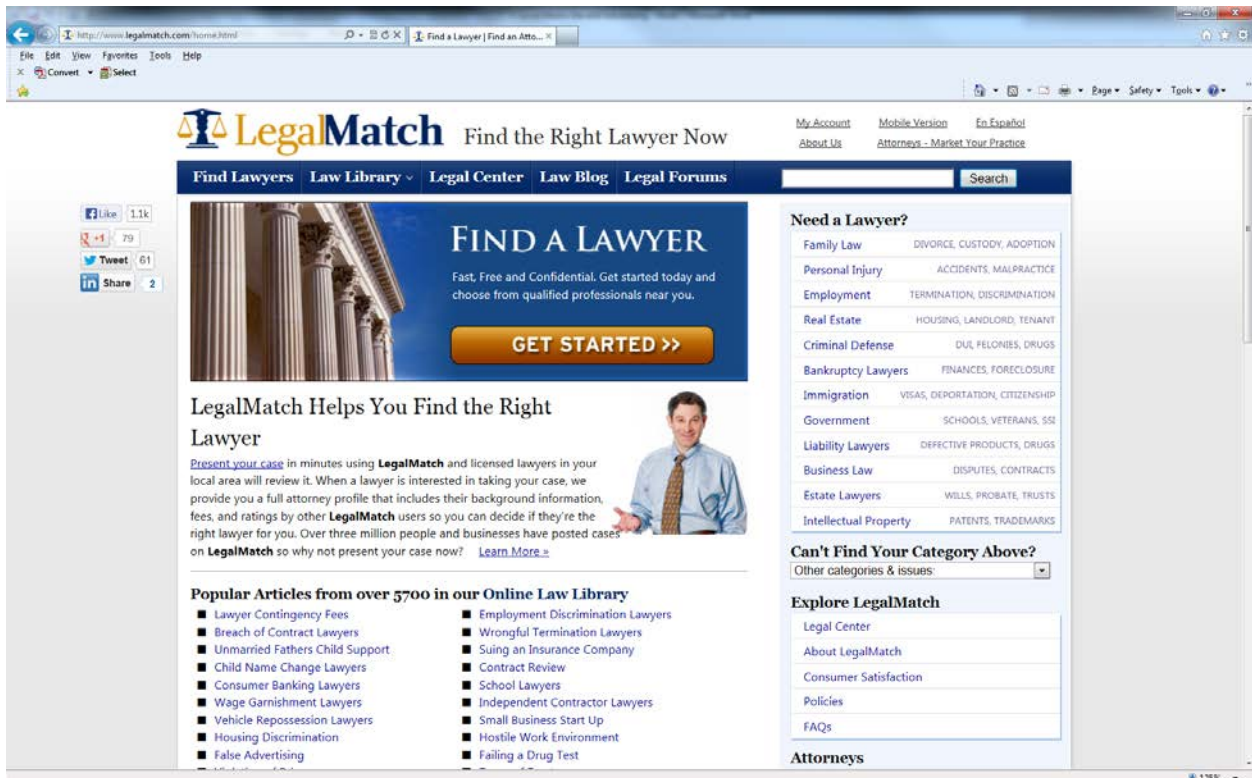 http://www.legalmatch.com/home.html
Find a Lawyer | Find an Atto...
File Edit View Favorites Tools Help
Convert Select
Page Safety Tools
LegalMatch Find the Right Lawyer Now
My Account Mobile Version En Español
About Us Attorneys - Market Your Practice
Find Lawyers Law Library Legal Center Law Blog Legal Forums Search
Like 1.1k
+1 79
Tweet 61
in Share 2
FIND A LAWYER
Fast, Free and Confidential. Get started today and
choose from qualified professionals near you.
GET STARTED >>
LegalMatch Helps You Find the Right
Lawyer
Present your case in minutes using LegalMatch and licensed lawyers in your
local area will review it. When a lawyer is interested in taking your case, we
provide you a full attorney profile that includes their background information,
fees, and ratings by other LegalMatch users so you can decide if they're the
right lawyer for you. Over three million people and businesses have posted cases
on LegalMatch so why not present your case now? Learn More »
Popular Articles from over 5700 in our Online Law Library
Lawyer Contingency Fees
Breach of Contract Lawyers
Unmarried Fathers Child Support
Child Name Change Lawyers
Consumer Banking Lawyers
Wage Garnishment Lawyers
Vehicle Repossession Lawyers
Housing Discrimination
False Advertising
Employment Discrimination Lawyers
Wrongful Termination Lawyers
Suing an Insurance Company
Contract Review
School Lawyers
Independent Contractor Lawyers
Small Business Start Up
Hostile Work Environment
Failing a Drug Test
Need a Lawyer?
Family Law DIVORCE, CUSTODY, ADOPTION
Personal Injury ACCIDENTS, MALPRACTICE
Employment TERMINATION, DISCRIMINATION
Real Estate HOUSING, LANDLORD, TENANT
Criminal Defense DUI, FELONIES, DRUGS
Bankruptcy Lawyers FINANCES, FORECLOSURE
Immigration VISAS, DEPORTATION, CITIZENSHIP
Government SCHOOLS, VETERANS, SSI
Liability Lawyers DEFECTIVE PRODUCTS, DRUGS
Business Law DISPUTES, CONTRACTS
Estate Lawyers WILLS, PROBATE, TRUSTS
Intellectual Property PATENTS, TRADEMARKS
Can't Find Your Category Above?
Other categories & issues:
Explore LegalMatch
Legal Center
About LegalMatch
Consumer Satisfaction
Policies
FAQs
Attorneys
125%